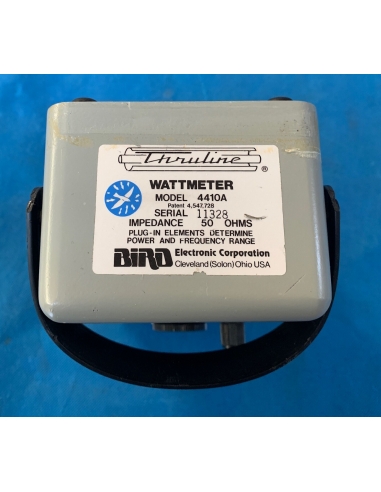 Thruline ®
WATTMETER
MODEL 4410A
Patent 4,547,728
SERIAL 11328
IMPEDANCE 50 OHMS
PLUG-IN ELEMENTS DETERMINE
POWER AND FREQUENCY RANGE
BIRD Electronic Corporation
Cleveland (Solon) Ohio USA